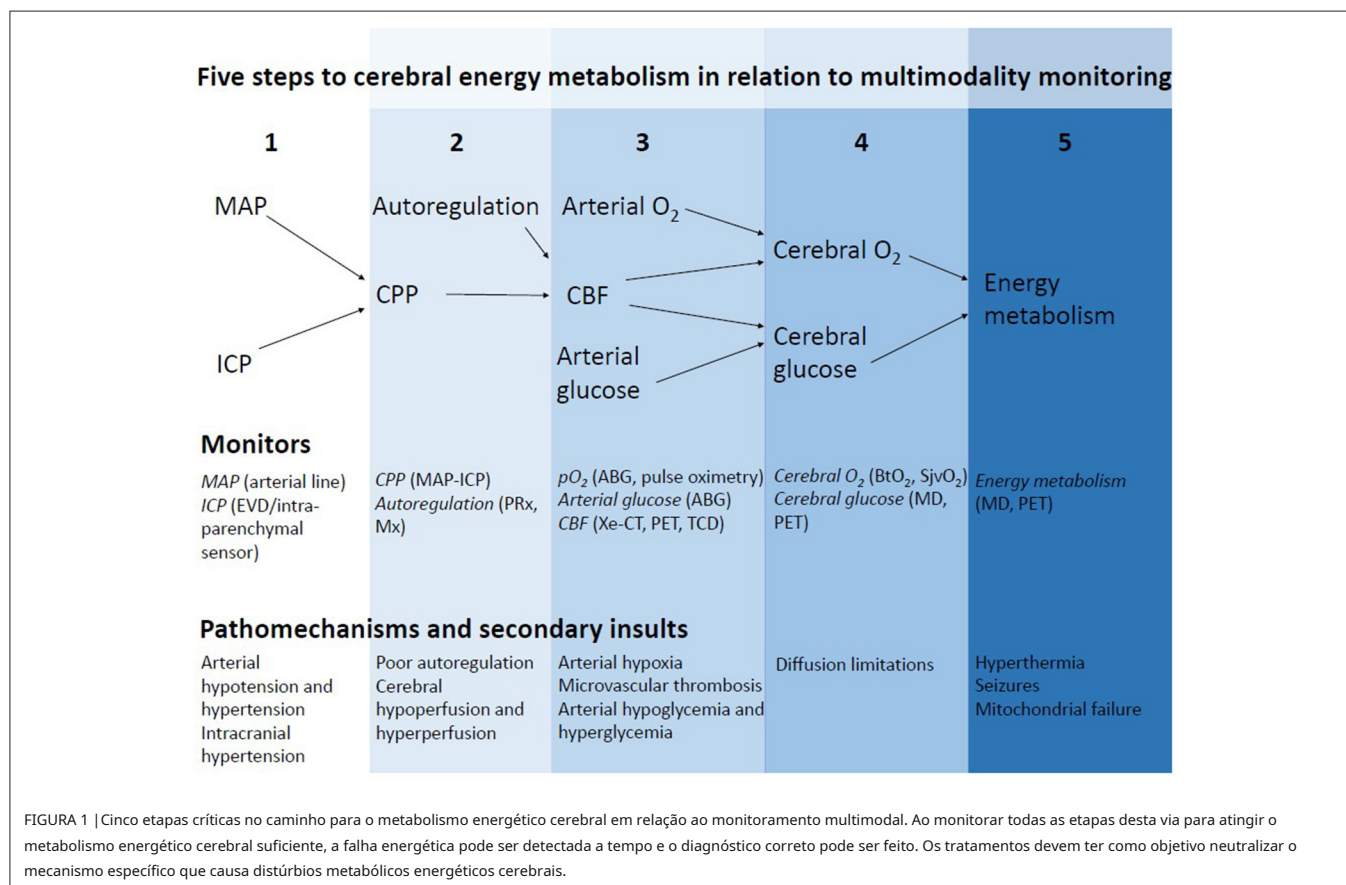 Five steps to cerebral energy metabolism in relation to multimodality monitoring
1 2 3 4 5
MAP
Autoregulation
Arterial O₂
Cerebral O₂
CPP
CBF
Energy
metabolism
ICP
Arterial
glucose
Cerebral
glucose
Monitors
MAP (arterial line)
ICP (EVD/intra-
parenchymal
sensor)
CPP (MAP-ICP)
Autoregulation (PRx,
Mx)
pO₂ (ABG, pulse oximetry)
Arterial glucose (ABG)
CBF (Xe-CT, PET, TCD)
Cerebral O₂ (BtO₂, SjvO₂)
Cerebral glucose (MD,
PET)
Energy metabolism
(MD, PET)
Pathomechanisms and secondary insults
Arterial
hypotension and
hypertension
Intracranial
hypertension
Poor autoregulation
Cerebral
hypoperfusion and
hyperperfusion
Arterial hypoxia
Microvascular thrombosis
Arterial hypoglycemia and
hyperglycemia
Diffusion limitations
Hyperthermia
Seizures
Mitochondrial failure
FIGURA 1 |Cinco etapas críticas no caminho para o metabolismo energético cerebral em relação ao monitoramento multimodal. Ao monitorar todas as etapas desta via para atingir o
metabolismo energético cerebral suficiente, a falha energética pode ser detectada a tempo e o diagnóstico correto pode ser feito. Os tratamentos devem ter como objetivo neutralizar o
mecanismo específico que causa distúrbios metabólicos energéticos cerebrais.